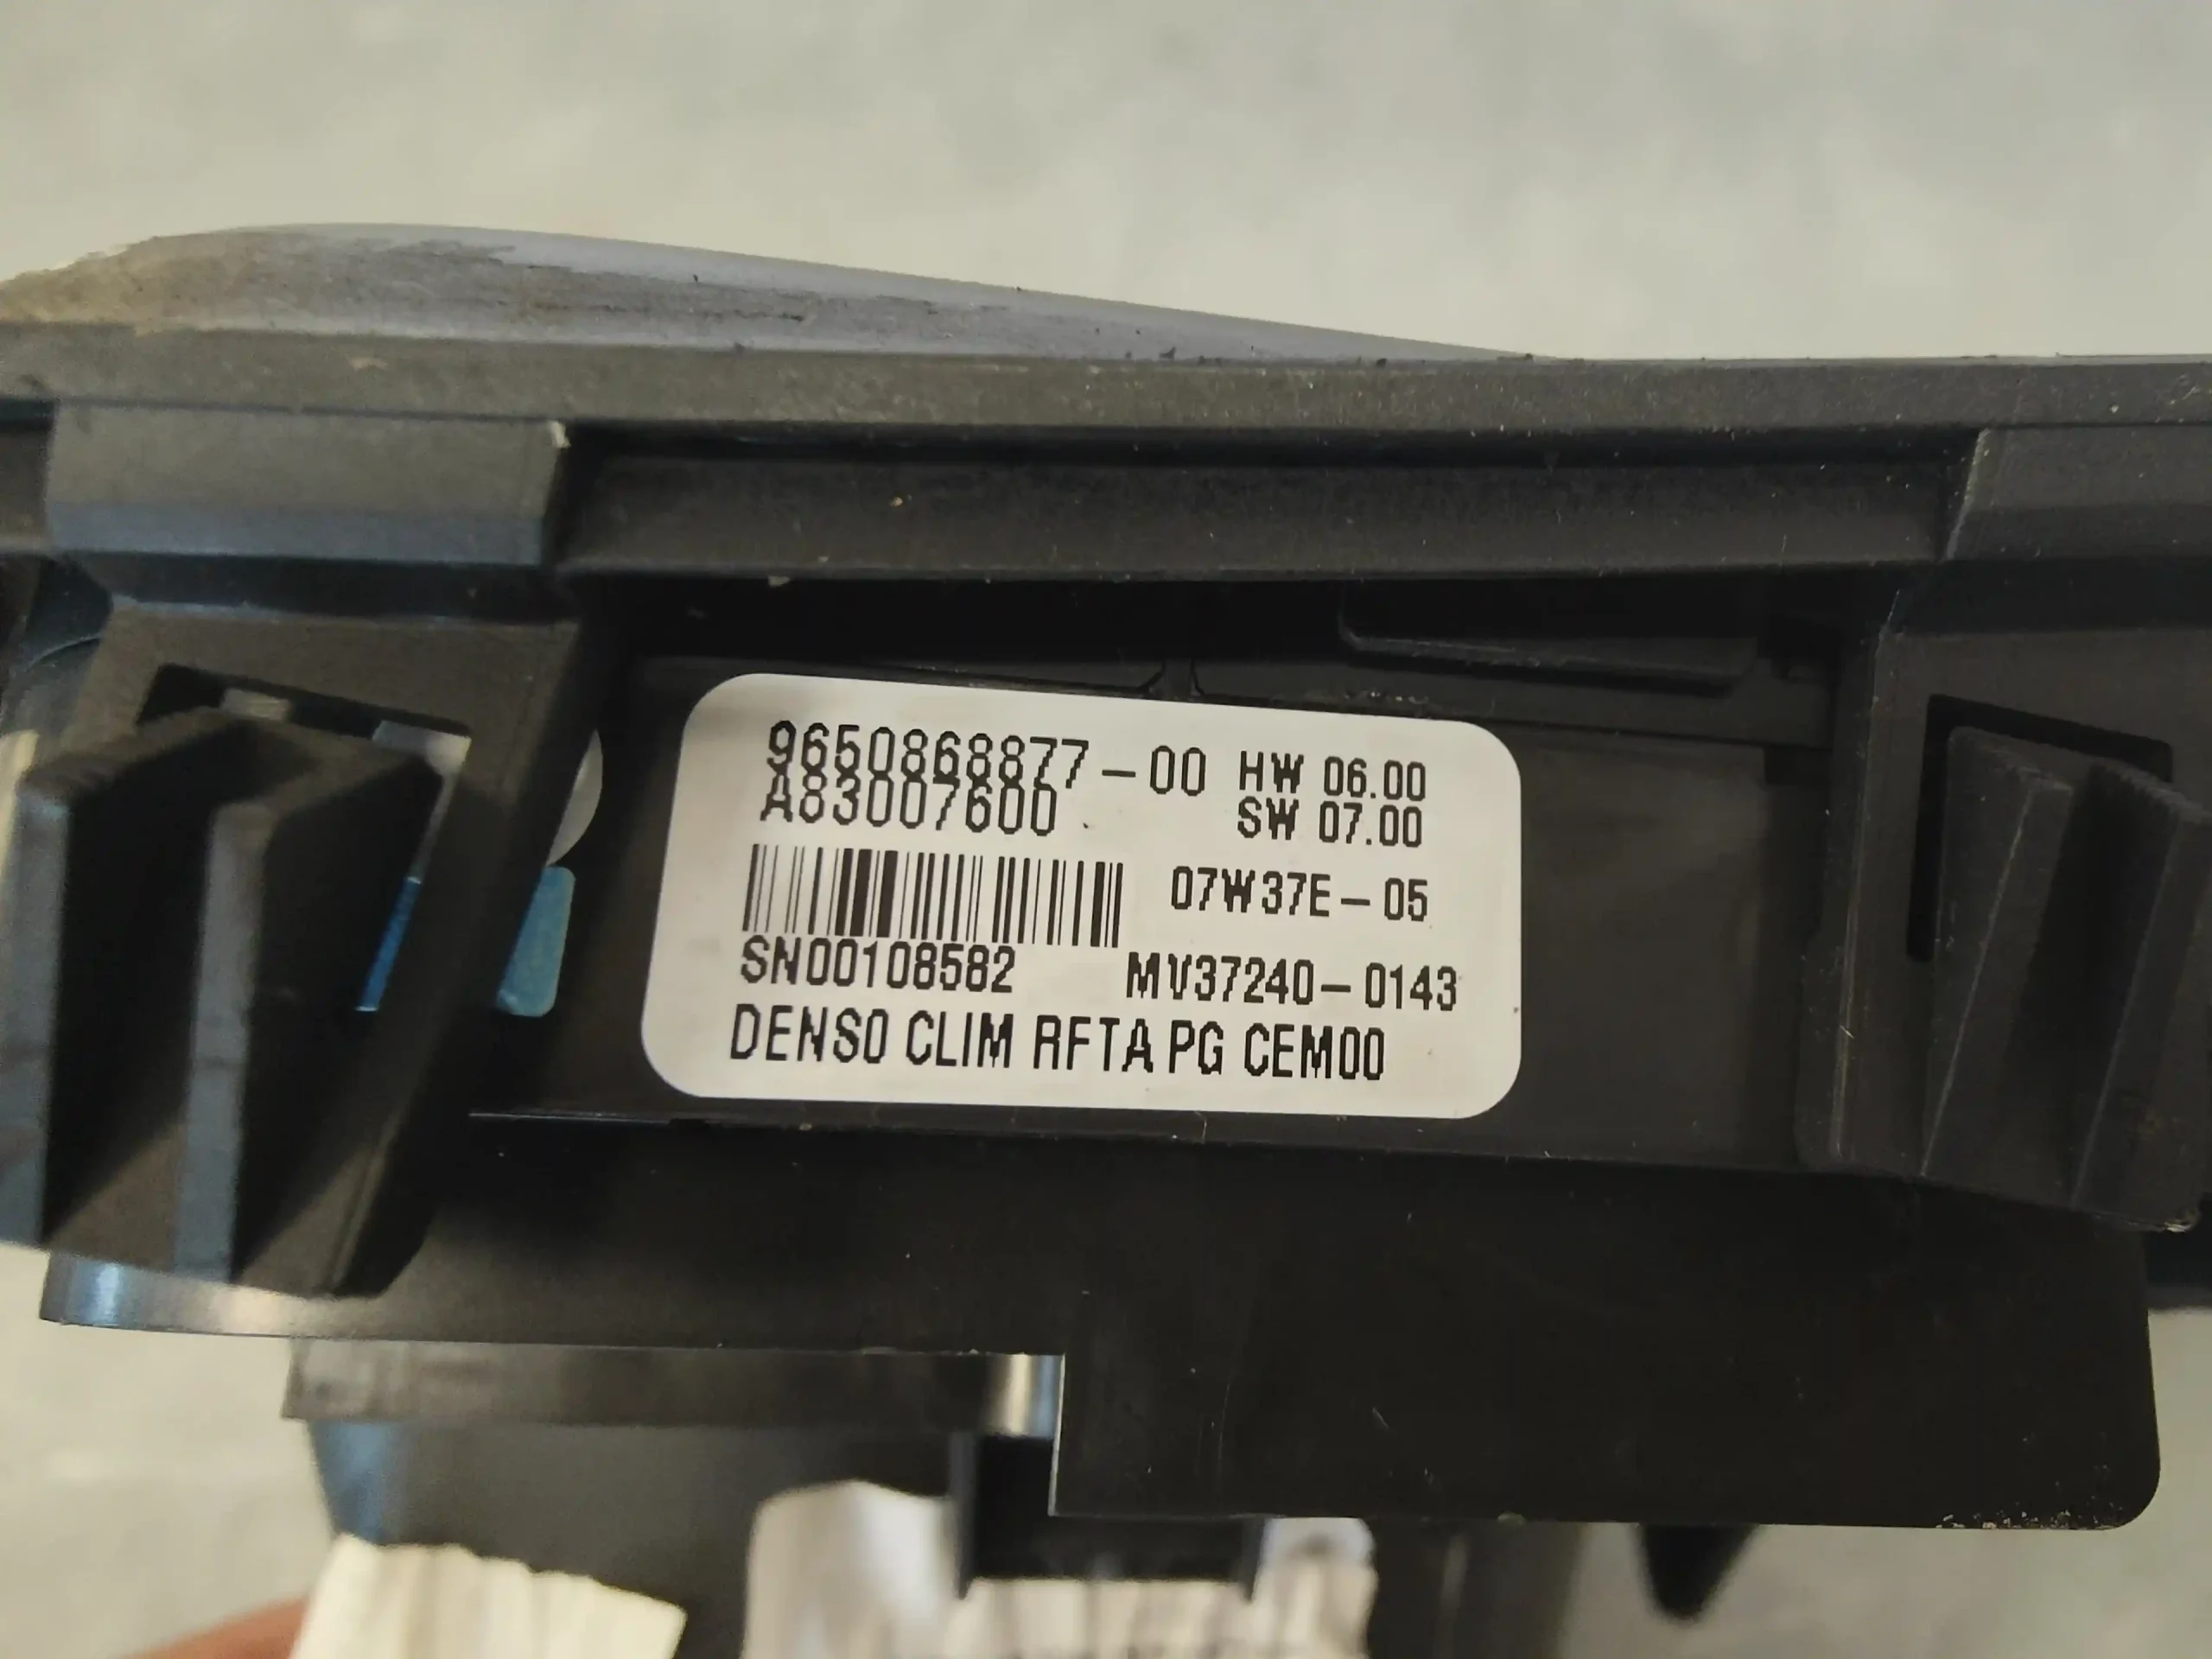 9650868877-00 HW 06.00
A83007600 SW 07.00
07W37E-05
SN00108582 MV37240-0143
DENSO CLIM RFTA PG CEM00